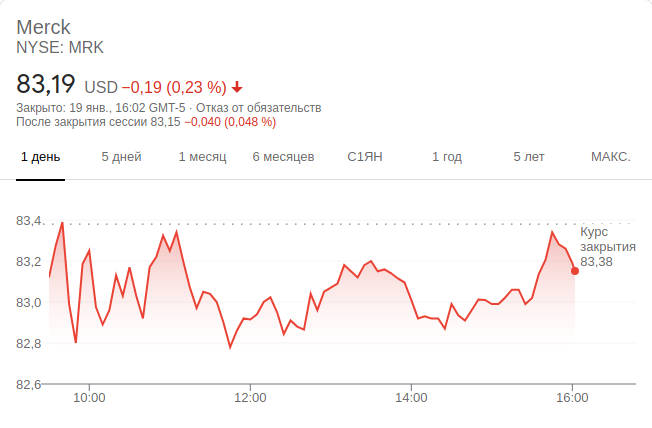 Merck
NYSE: MRK
83,19 USD −0,19 (0,23 %)
Закрыто: 19 янв., 16:02 GMT-5 · Отказ от обязательств
После закрытия сессии 83,15 −0,040 (0,048 %)
1 день 5 дней 1 месяц 6 месяцев С1ЯН 1 год 5 лет МАКС.
83,4
Курс
закрытия
83,38
83,2
83,0
82,8
82,6
10:00 12:00 14:00 16:00